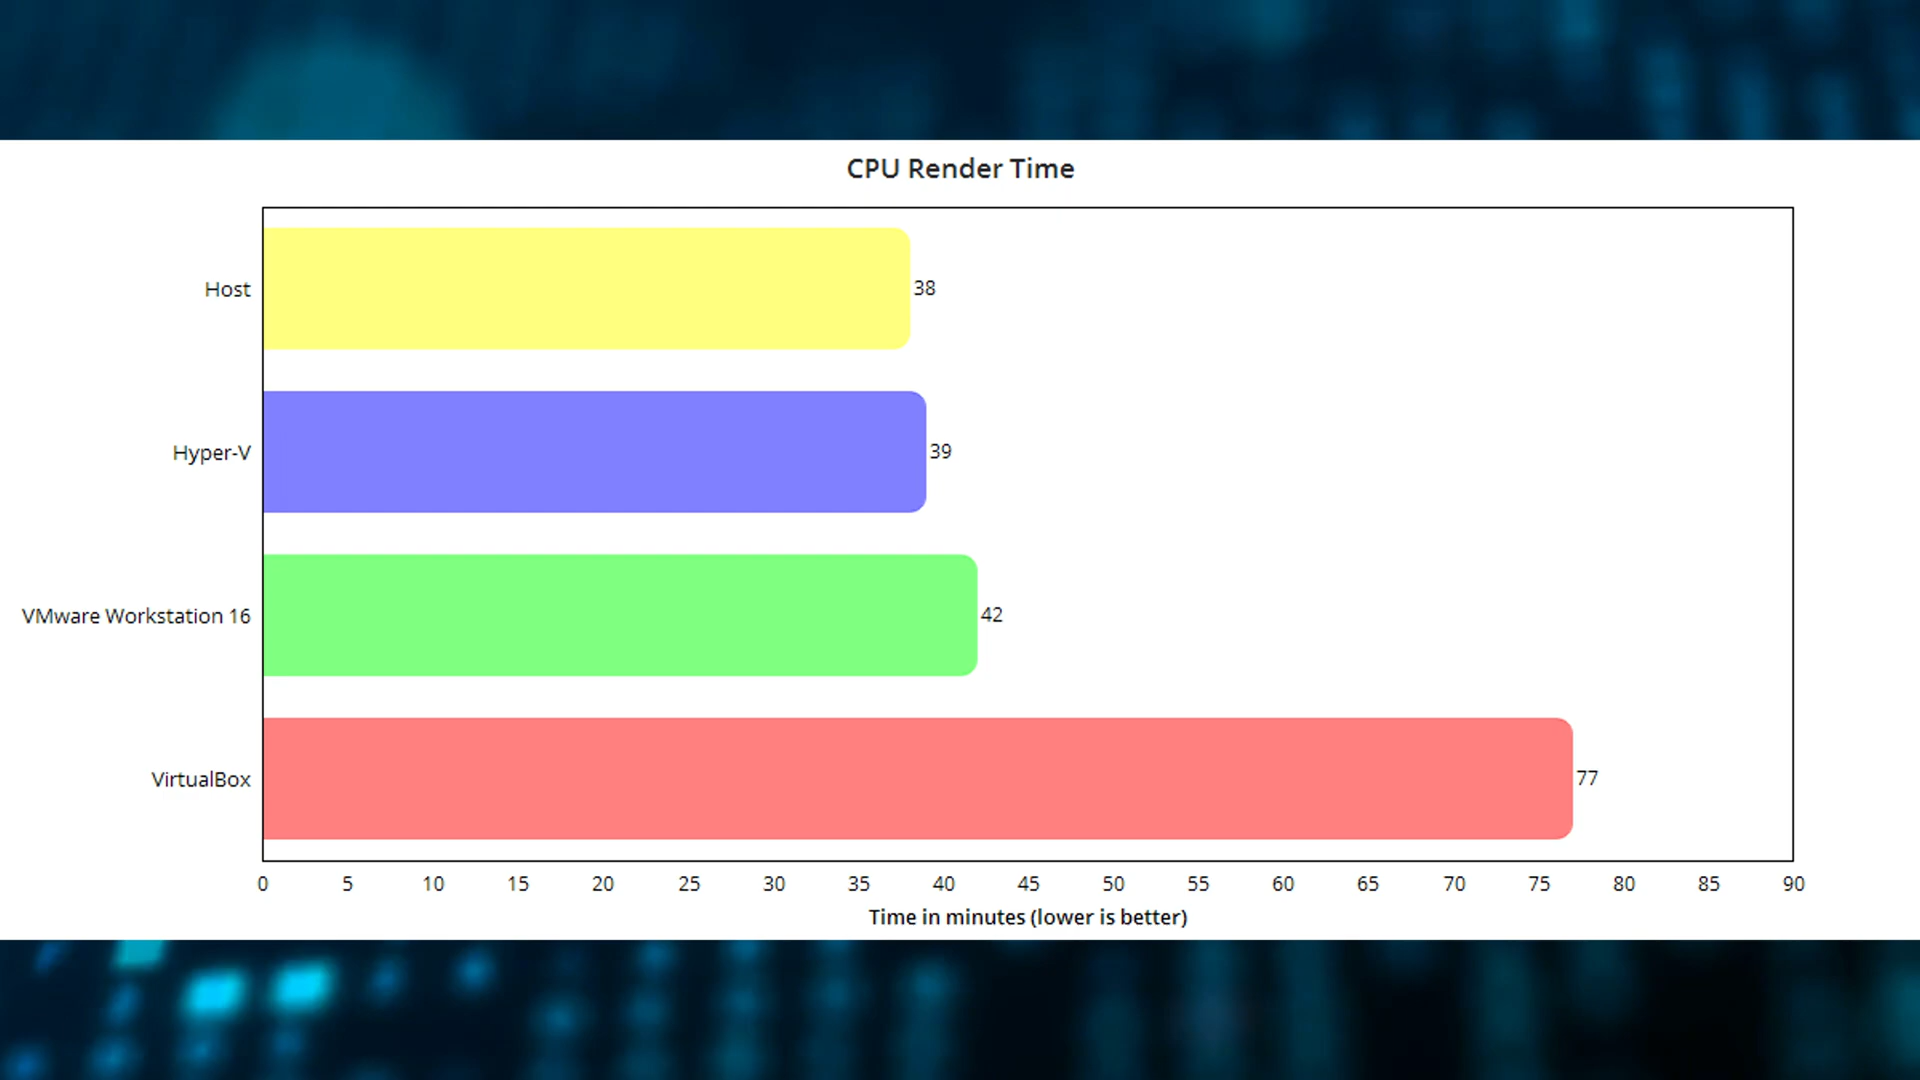 CPU Render Time
Host
38
Hyper-V
39
VMware Workstation 16
42
VirtualBox
77
0 5 10 15 20 25 30 35 40 45 50 55 60 65 70 75 80 85 90
Time in minutes (lower is better)